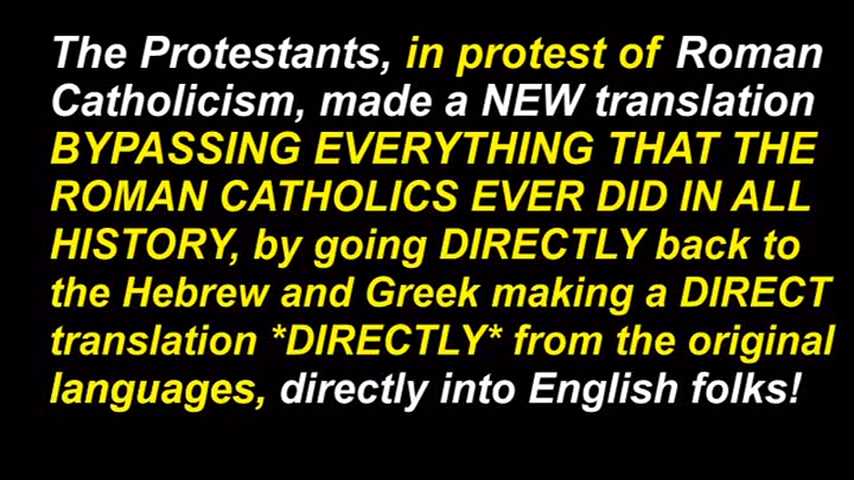 The Protestants, in protest of Roman
Catholicism, made a NEW translation
BYPASSING EVERYTHING THAT THE
ROMAN CATHOLICS EVER DID IN ALL
HISTORY, by going DIRECTLY back to
the Hebrew and Greek making a DIRECT
translation *DIRECTLY* from the original
languages, directly into English folks!